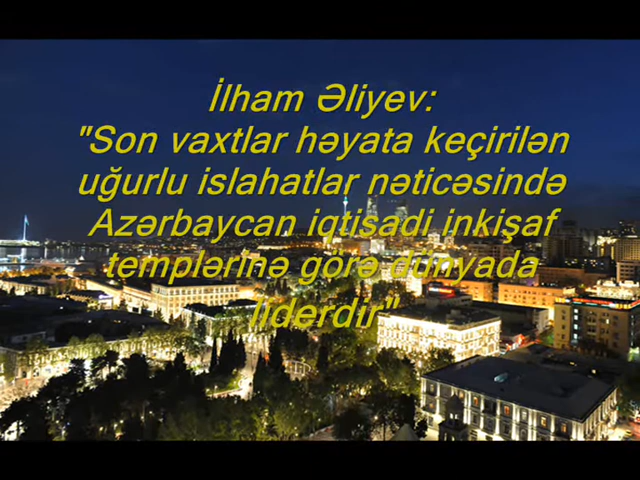 İlham Əliyev:
"Son vaxtlar həyata keçirilən
uğurlu islahatlar nəticəsində
Azərbaycan iqtisadi inkişaf
templərinə görə dünyada
liderdir"